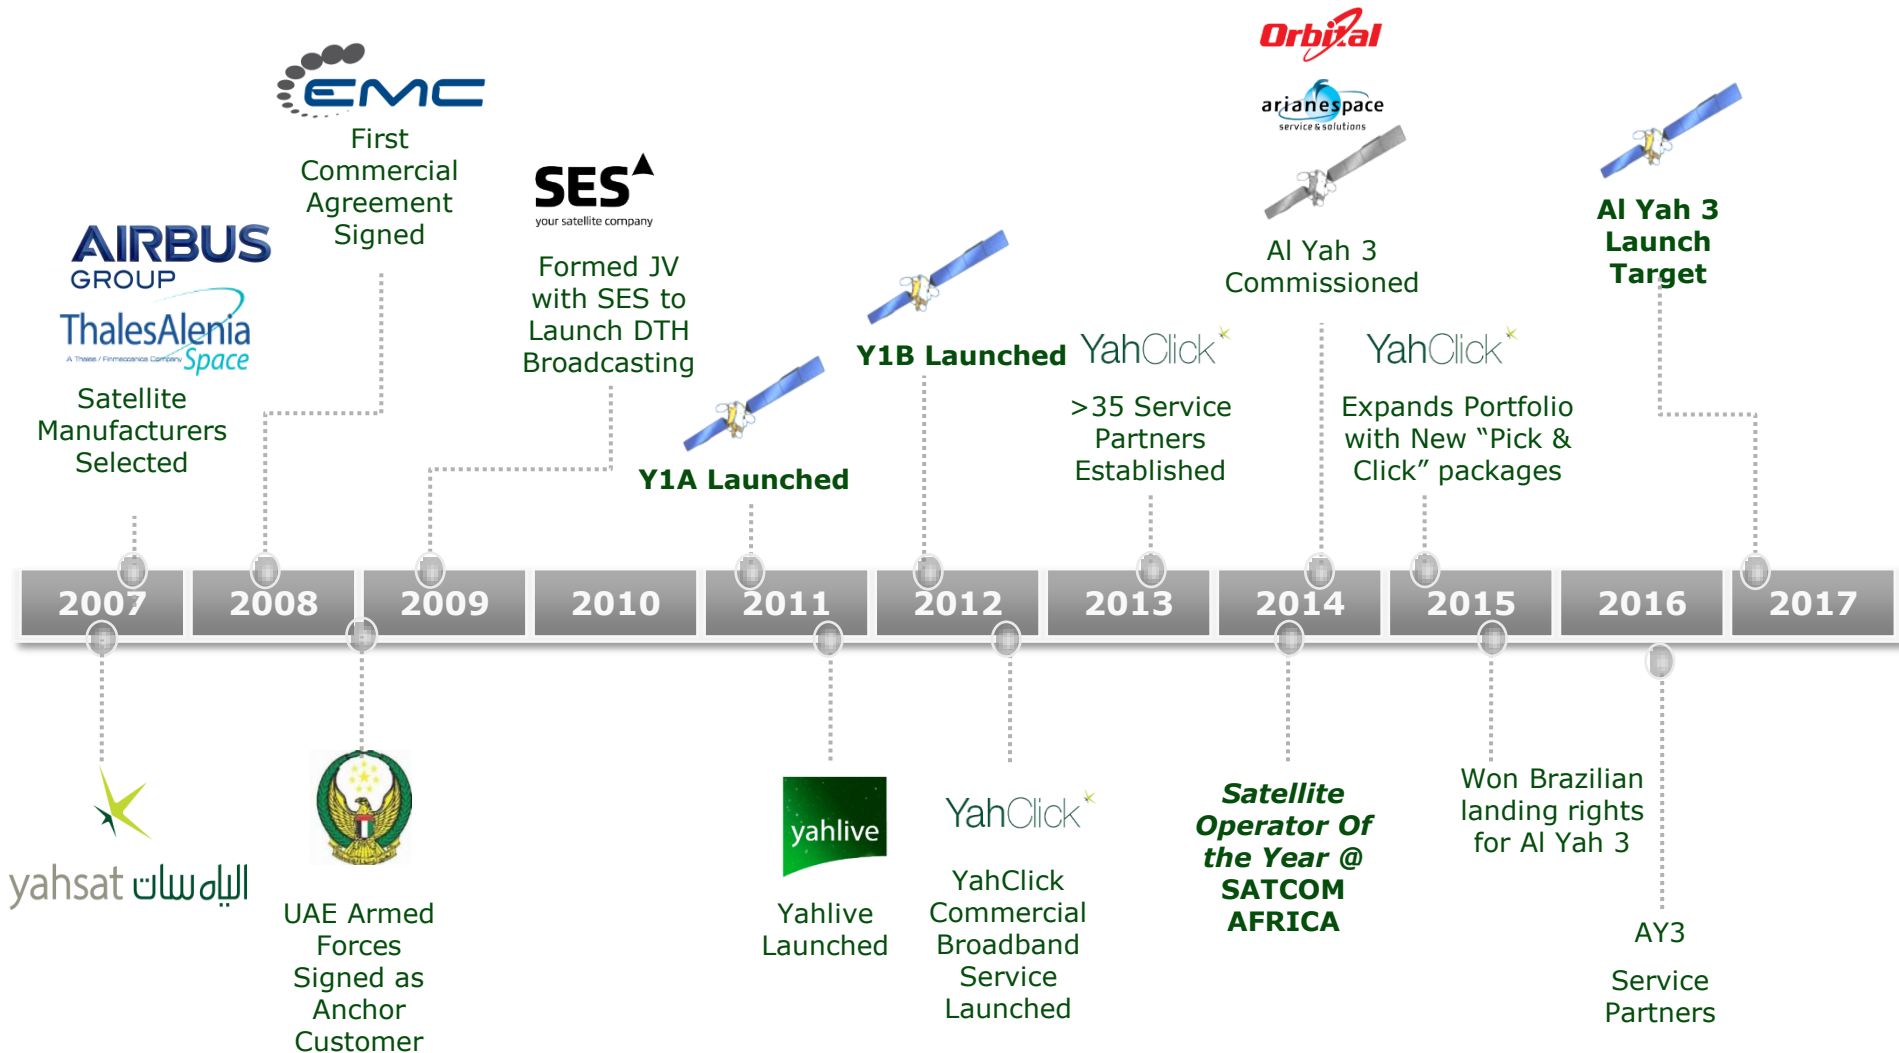 AIRBUS
GROUP
ThalesAlenia
A Thales / Finmeccanica Company
Space
Satellite
Manufacturers
Selected
EMC
First
Commercial
Agreement
Signed
SES
your satellite company
Formed JV
with SES to
Launch DTH
Broadcasting
Y1A Launched
Y1B Launched
YahClick
>35 Service
Partners
Established
Orbital
arianespace
service & solutions
Al Yah 3
Commissioned
YahClick
Expands Portfolio
with New “Pick &
Click” packages
Al Yah 3
Launch
Target
2007
2008
2009
2010
2011
2012
2013
2014
2015
2016
2017
yahsat الياه سات
UAE Armed
Forces
Signed as
Anchor
Customer
yahlive
Yahlive
Launched
YahClick
YahClick
Commercial
Broadband
Service
Launched
Satellite
Operator Of
the Year @
SATCOM
AFRICA
Won Brazilian
landing rights
for Al Yah 3
AY3
Service
Partners